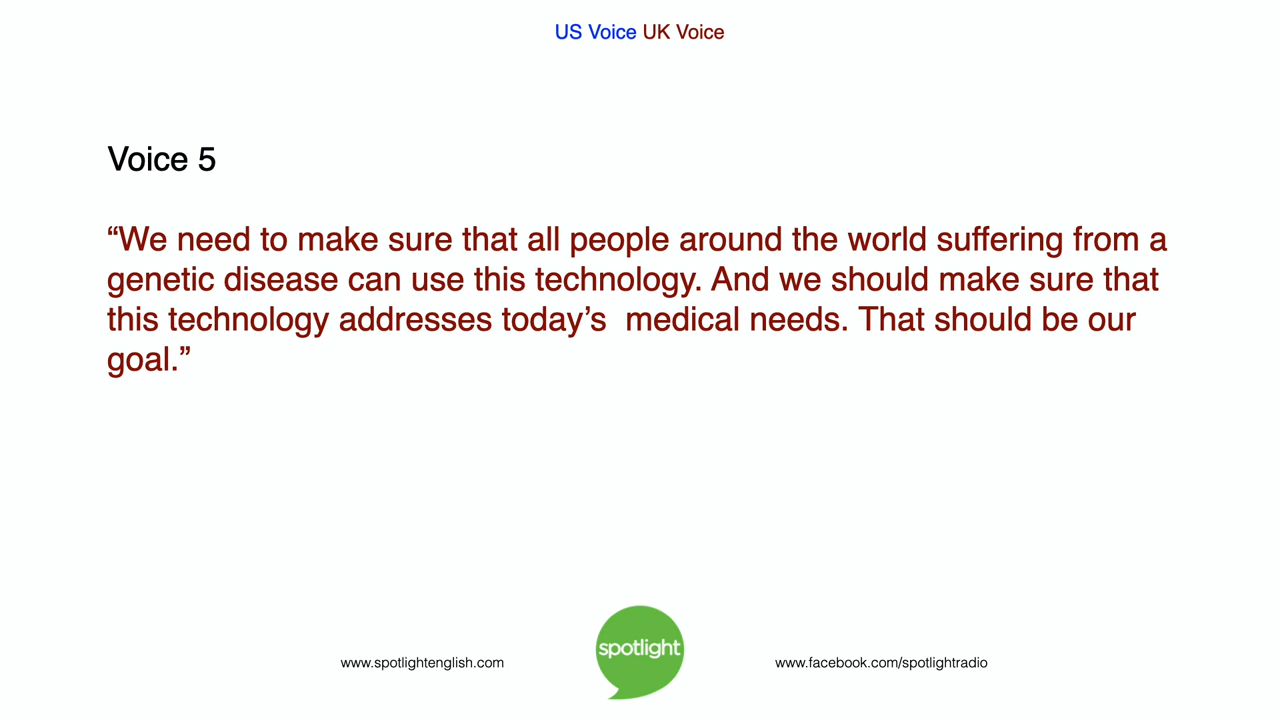 US Voice UK Voice
Voice 5
“We need to make sure that all people around the world suffering from a
genetic disease can use this technology. And we should make sure that
this technology addresses today’s  medical needs. That should be our
goal.”
www.spotlightenglish.com
spotlight
www.facebook.com/spotlightradio